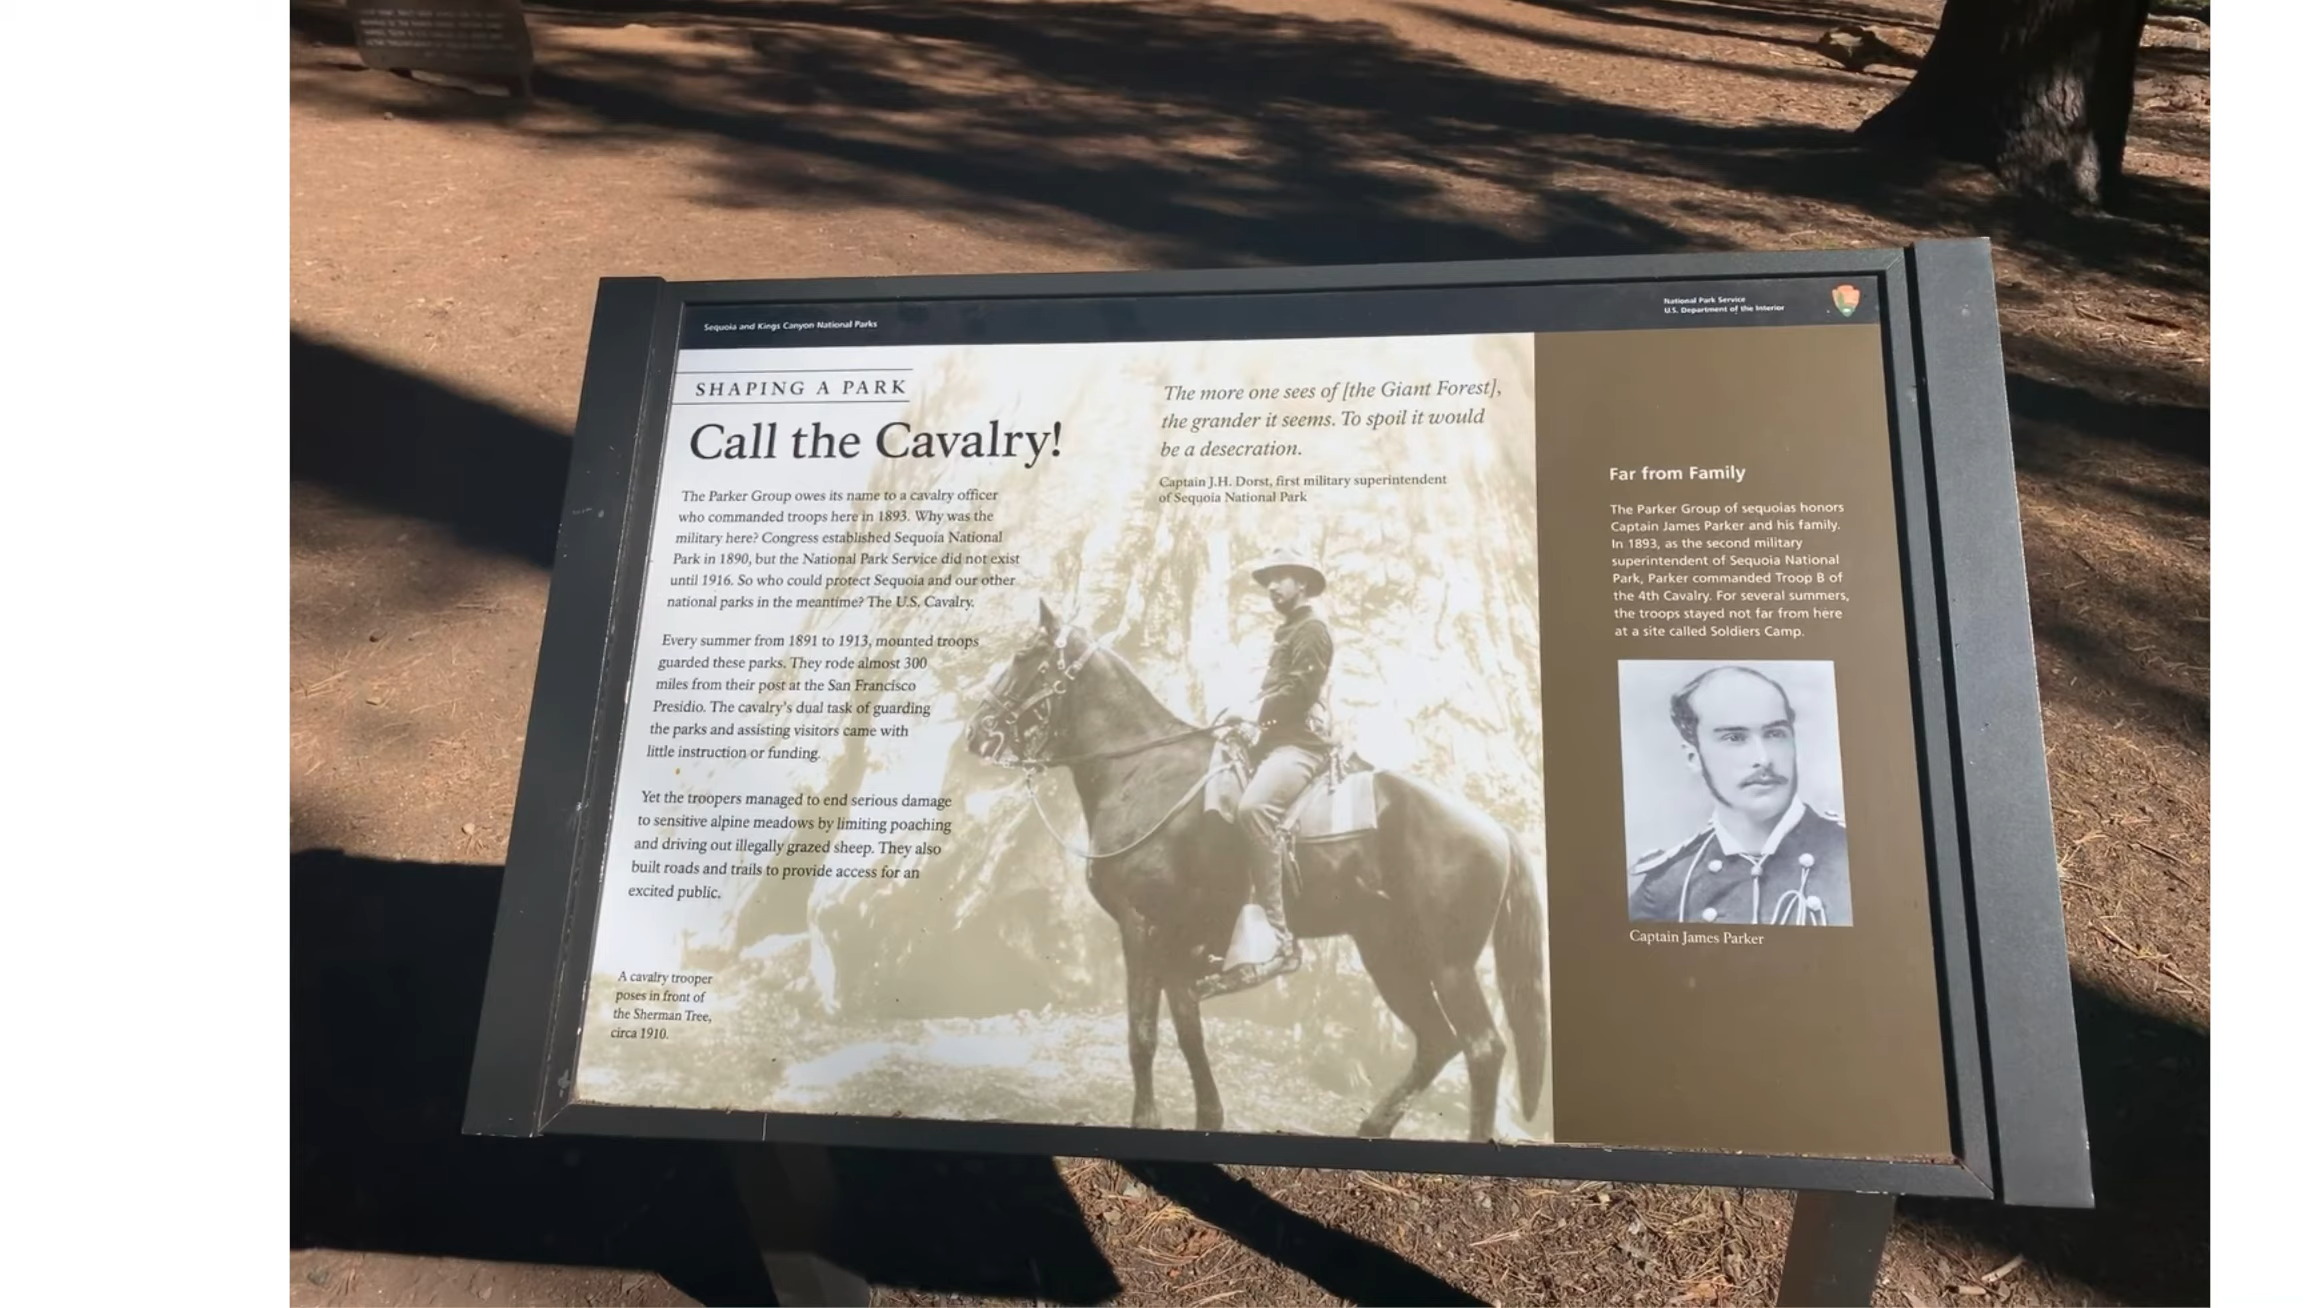 Sequoia and Kings Canyon National Parks
National Park Service
U.S. Department of the Interior
SHAPING A PARK
Call the Cavalry!
The Parker Group owes its name to a cavalry officer
who commanded troops here in 1893. Why was the
military here? Congress established Sequoia National
Park in 1890, but the National Park Service did not exist
until 1916. So who could protect Sequoia and our other
national parks in the meantime? The U.S. Cavalry.
Every summer from 1891 to 1913, mounted troops
guarded these parks. They rode almost 300
miles from their post at the San Francisco
Presidio. The cavalry's dual task of guarding
the parks and assisting visitors came with
little instruction or funding.
Yet the troopers managed to end serious damage
to sensitive alpine meadows by limiting poaching
and driving out illegally grazed sheep. They also
built roads and trails to provide access for an
excited public.
A cavalry trooper
poses in front of
the Sherman Tree,
circa 1910.
The more one sees of [the Giant Forest],
the grander it seems. To spoil it would
be a desecration.
Captain J.H. Dorst, first military superintendent
of Sequoia National Park
Far from Family
The Parker Group of sequoias honors
Captain James Parker and his family.
In 1893, as the second military
superintendent of Sequoia National
Park, Parker commanded Troop B of
the 4th Cavalry. For several summers,
the troops stayed not far from here
at a site called Soldiers Camp.
Captain James Parker